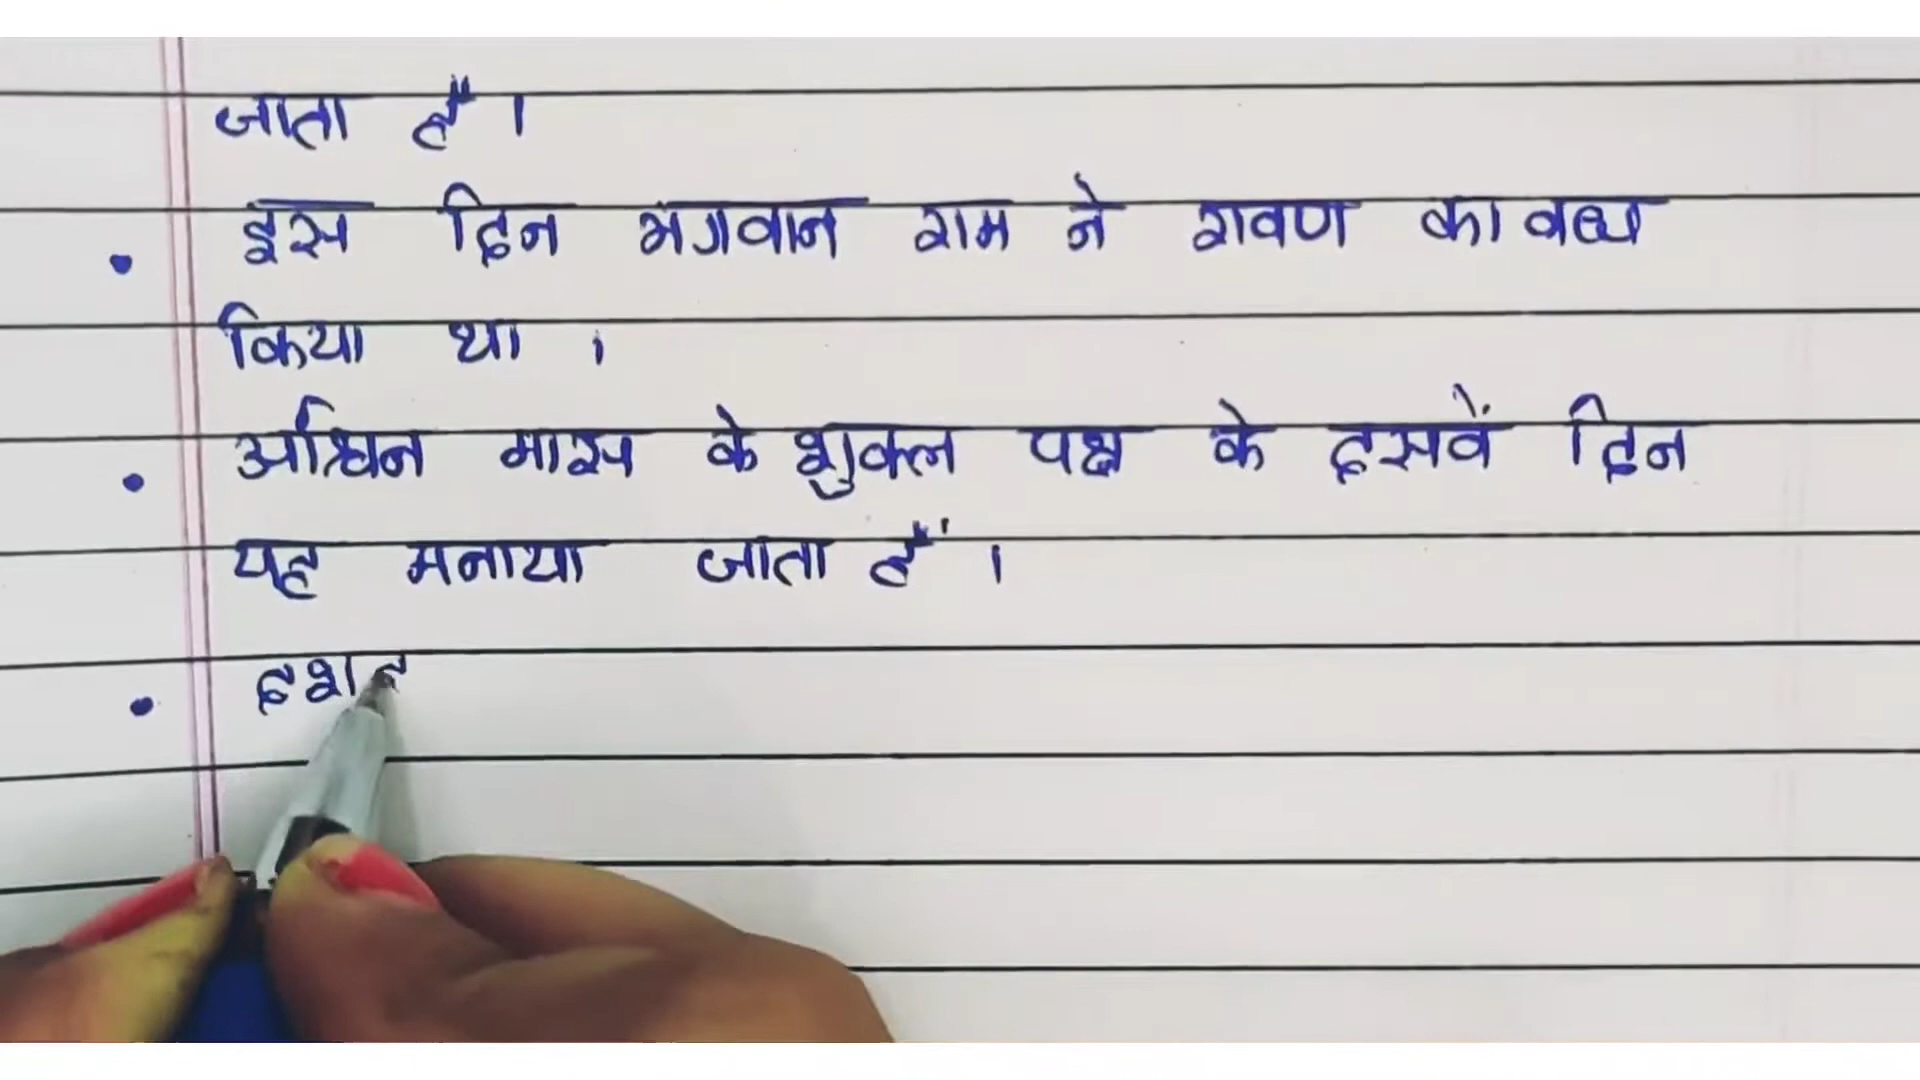 जाता हैं ।
• इस दिन भगवान राम ने रावण का वध
किया था ।
• अश्विन मास के शुक्ल पक्ष के दसवें दिन
यह मनाया जाता हैं ।
• दशह